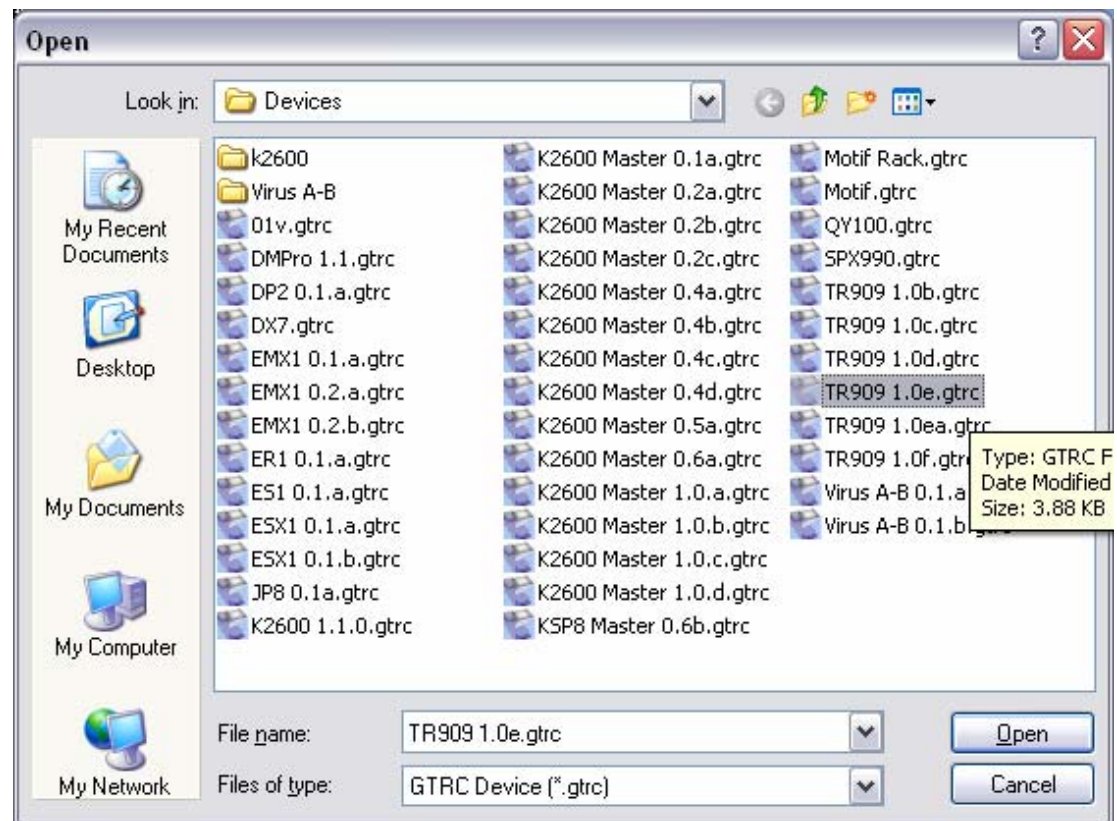 Open
Look in:
Devices
My Recent
Documents
Desktop
My Documents
My Computer
My Network
k2600
Virus A-B
01v.gtrc
DMPro 1.1.gtrc
DP2 0.1.a.gtrc
DX7.gtrc
EMX1 0.1.a.gtrc
EMX1 0.2.a.gtrc
EMX1 0.2.b.gtrc
ER1 0.1.a.gtrc
ES1 0.1.a.gtrc
ESX1 0.1.a.gtrc
ESX1 0.1.b.gtrc
JP8 0.1a.gtrc
K2600 1.1.0.gtrc
K2600 Master 0.1a.gtrc
K2600 Master 0.2a.gtrc
K2600 Master 0.2b.gtrc
K2600 Master 0.2c.gtrc
K2600 Master 0.4a.gtrc
K2600 Master 0.4b.gtrc
K2600 Master 0.4c.gtrc
K2600 Master 0.4d.gtrc
K2600 Master 0.5a.gtrc
K2600 Master 0.6a.gtrc
K2600 Master 1.0.a.gtrc
K2600 Master 1.0.b.gtrc
K2600 Master 1.0.c.gtrc
K2600 Master 1.0.d.gtrc
KSP8 Master 0.6b.gtrc
Motif Rack.gtrc
Motif.gtrc
QY100.gtrc
SPX990.gtrc
TR909 1.0b.gtrc
TR909 1.0c.gtrc
TR909 1.0d.gtrc
TR909 1.0e.gtrc
TR909 1.0ea.gtrc
TR909 1.0f.gtr
Virus A-B 0.1.a
Virus A-B 0.1.b.gtrc
Type: GTRC F
Date Modified
Size: 3.88 KB
File name:
TR909 1.0e.gtrc
Open
Files of type:
GTRC Device (*.gtrc)
Cancel